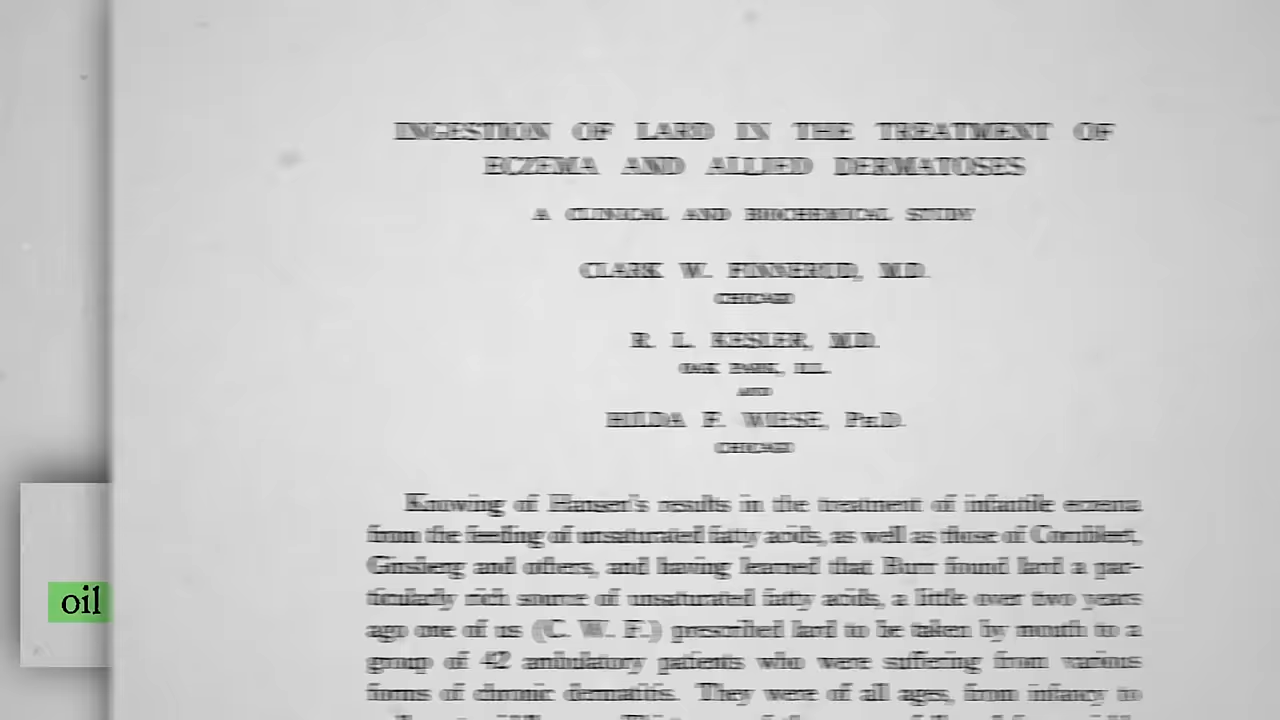 INGESTION OF LARD IN THE TREATMENT OF
ECZEMA AND ALLIED DERMATOSES
A CLINICAL AND BIOCHEMICAL STUDY
CLARK W. FINNERUD, M.D.
CHICAGO
R. L. KESLER, M.D.
OAK PARK, ILL.
AND
HILDA F. WIESE, PH.D.
CHICAGO
Knowing of Hansen's results in the treatment of infantile eczema
from the feeding of unsaturated fatty acids, as well as those of Cornbleet,
Ginsberg and others, and having learned that Burr found lard a par-
ticularly rich source of unsaturated fatty acids, a little over two years
ago one of us (C. W. F.) prescribed lard to be taken by mouth to a
group of 42 ambulatory patients who were suffering from various
oil
forms of chronic dermatitis. They were of all ages, from infancy to